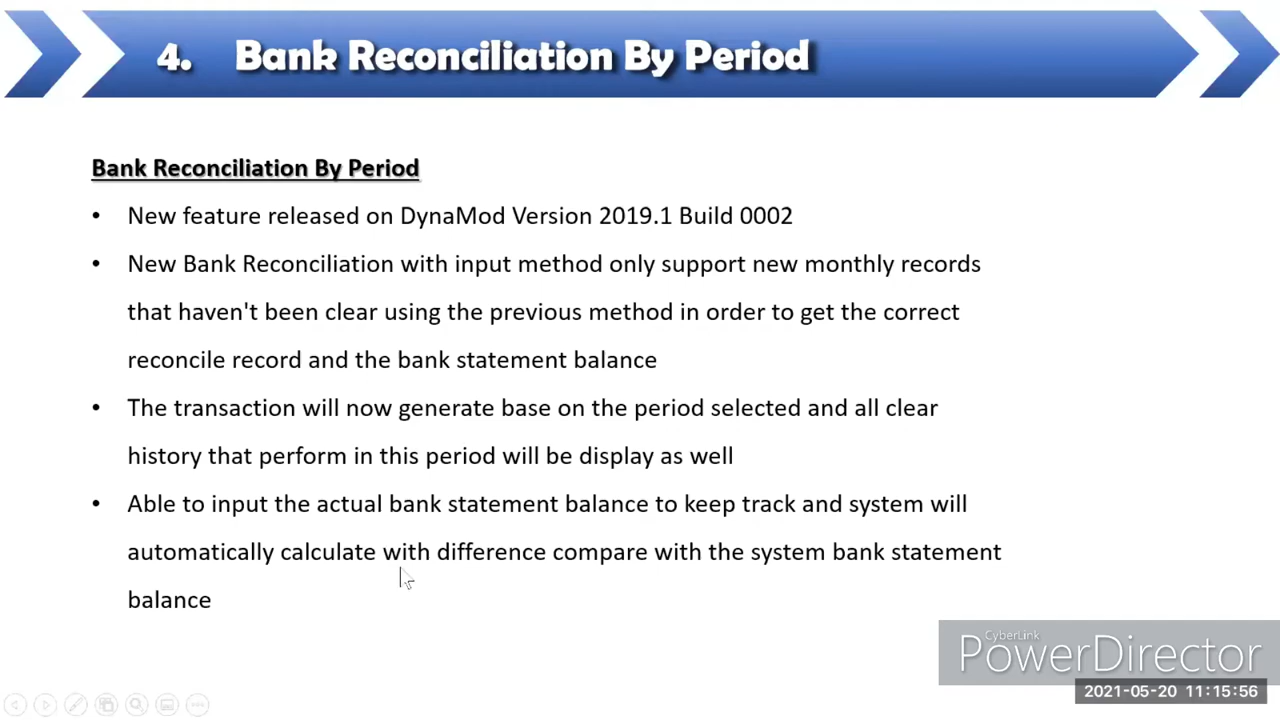 4. Bank Reconciliation By Period
Bank Reconciliation By Period
• New feature released on DynaMod Version 2019.1 Build 0002
• New Bank Reconciliation with input method only support new monthly records
that haven't been clear using the previous method in order to get the correct
reconcile record and the bank statement balance
• The transaction will now generate base on the period selected and all clear
history that perform in this period will be display as well
• Able to input the actual bank statement balance to keep track and system will
automatically calculate with difference compare with the system bank statement
balance
CyberLink
PowerDirector
2021-05-20 11:15:56